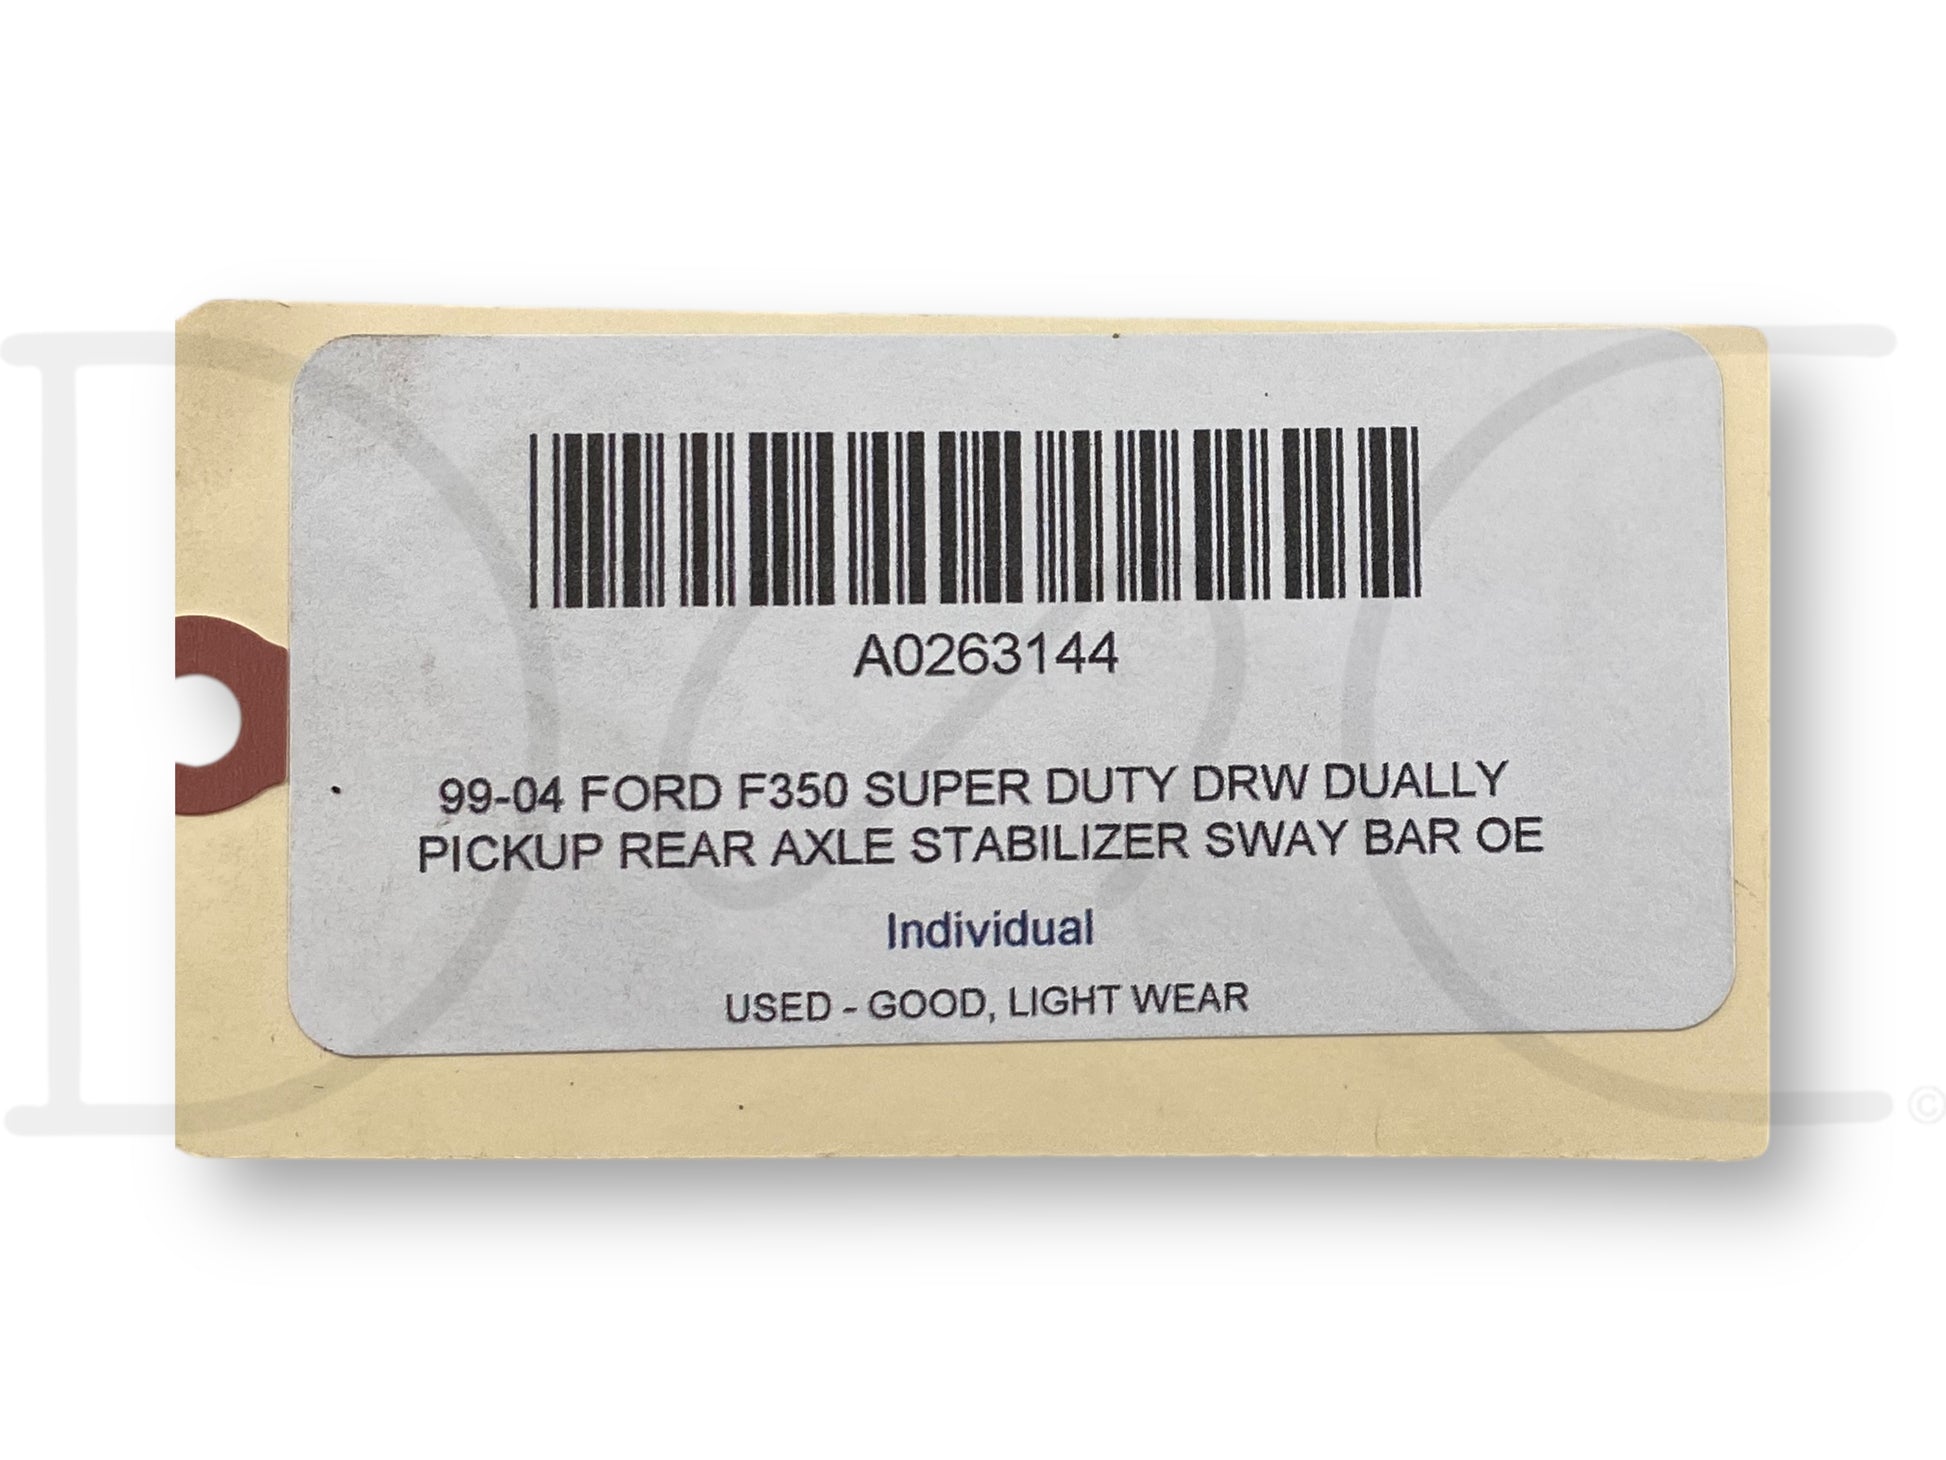 A0263144
99-04 FORD F350 SUPER DUTY DRW DUALLY
PICKUP REAR AXLE STABILIZER SWAY BAR OE
Individual
USED - GOOD, LIGHT WEAR
©